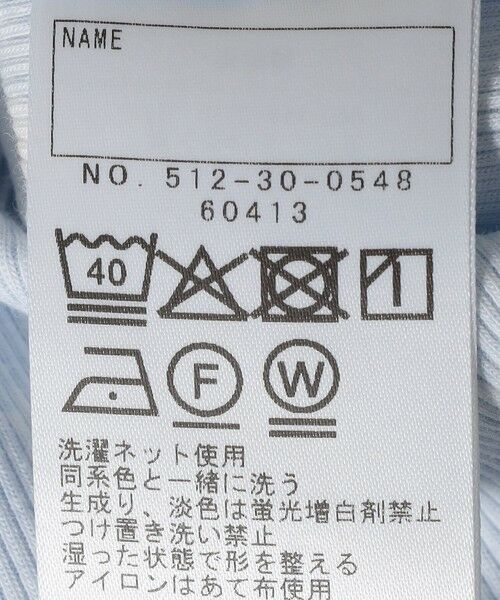 NAME
NO. 512-30-0548
60413
40
F W
洗濯ネット使用
同系色と一緒に洗う
生成り、淡色は蛍光増白剤禁止
つけ置き洗い禁止
湿った状態で形を整える
アイロンはあて布使用